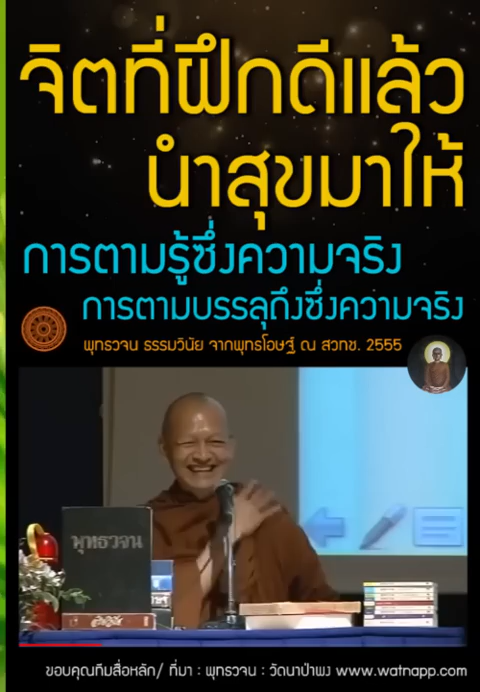 จิตที่ฝึกดีแล้ว
นำสุขมาให้
การตามรู้ซึ่งความจริง
การตามบรรลุถึงซึ่งความจริง
พุทธวจน ธรรมวินัย จากพุทธโอษฐ์ ณ สวทช. 2555
พุทธวจน
ขอบคุณทีมสื่อหลัก/ ที่มา : พุทธวจน : วัดนาป่าพง www.watnapp.com